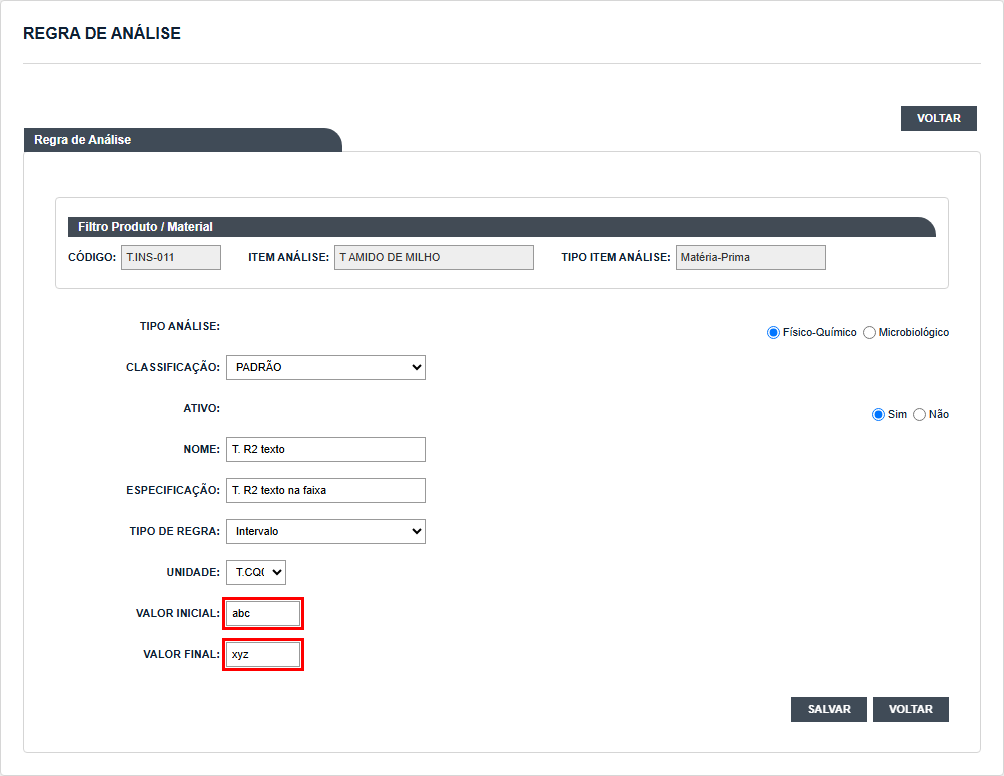 REGRA DE ANÁLISE
VOLTAR
Regra de Análise
Filtro Produto / Material
CÓDIGO: T.INS-011 ITEM ANÁLISE: T AMIDO DE MILHO TIPO ITEM ANÁLISE: Matéria-Prima
TIPO ANÁLISE: Físico-Químico Microbiológico
CLASSIFICAÇÃO: PADRÃO
ATIVO: Sim Não
NOME: T. R2 texto
ESPECIFICAÇÃO: T. R2 texto na faixa
TIPO DE REGRA: Intervalo
UNIDADE:
VALOR INICIAL: abc
VALOR FINAL: xyz
SALVAR VOLTAR